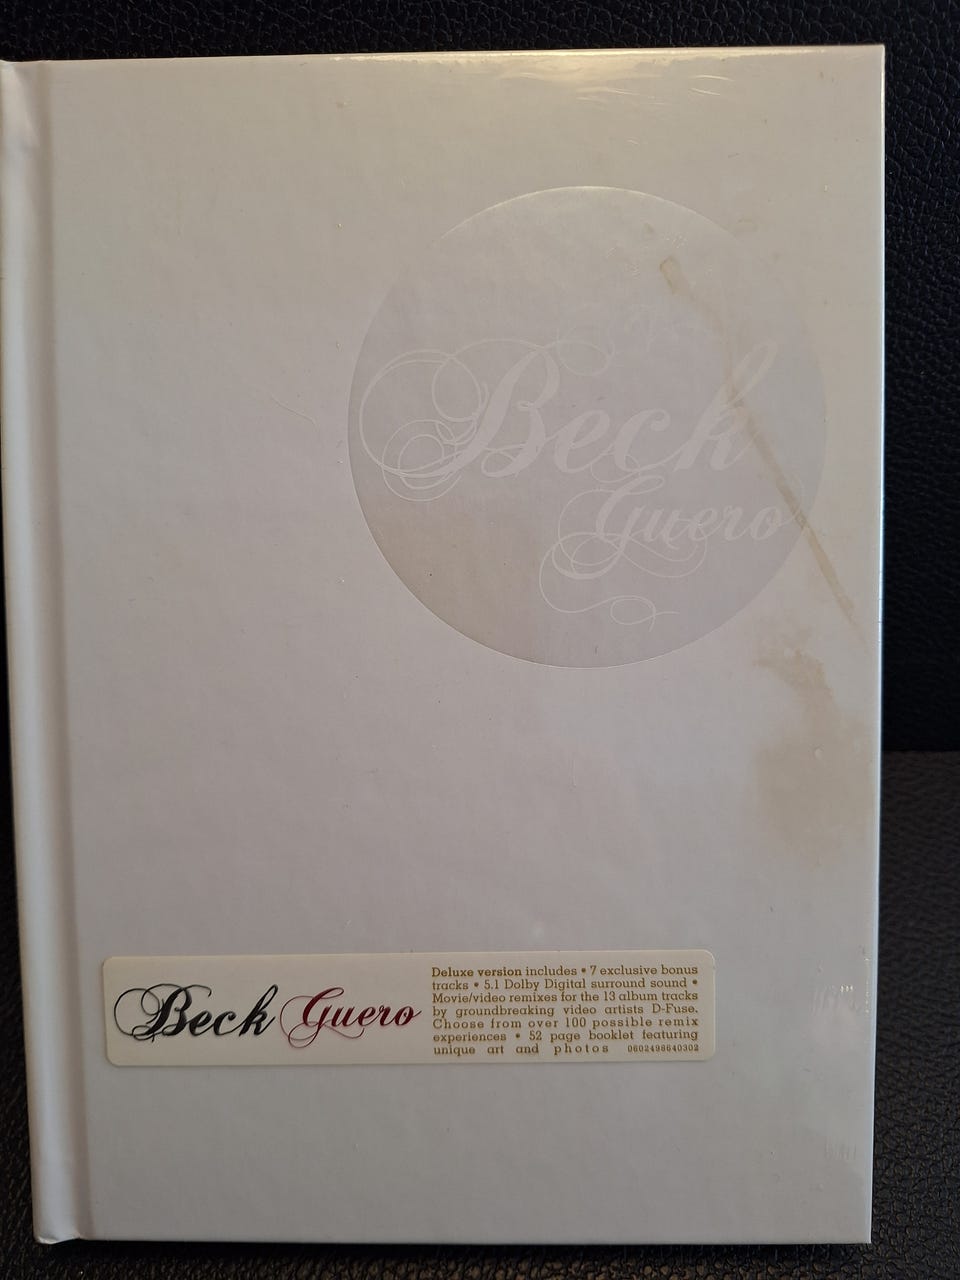 Beck
Guero
Beck Guero
Deluxe version includes • 7 exclusive bonus
tracks • 5.1 Dolby Digital surround sound •
Movie/video remixes for the 13 album tracks
by groundbreaking video artists D-Fuse.
Choose from over 100 possible remix
experiences • 52 page booklet featuring
unique art and photos 0602498640302